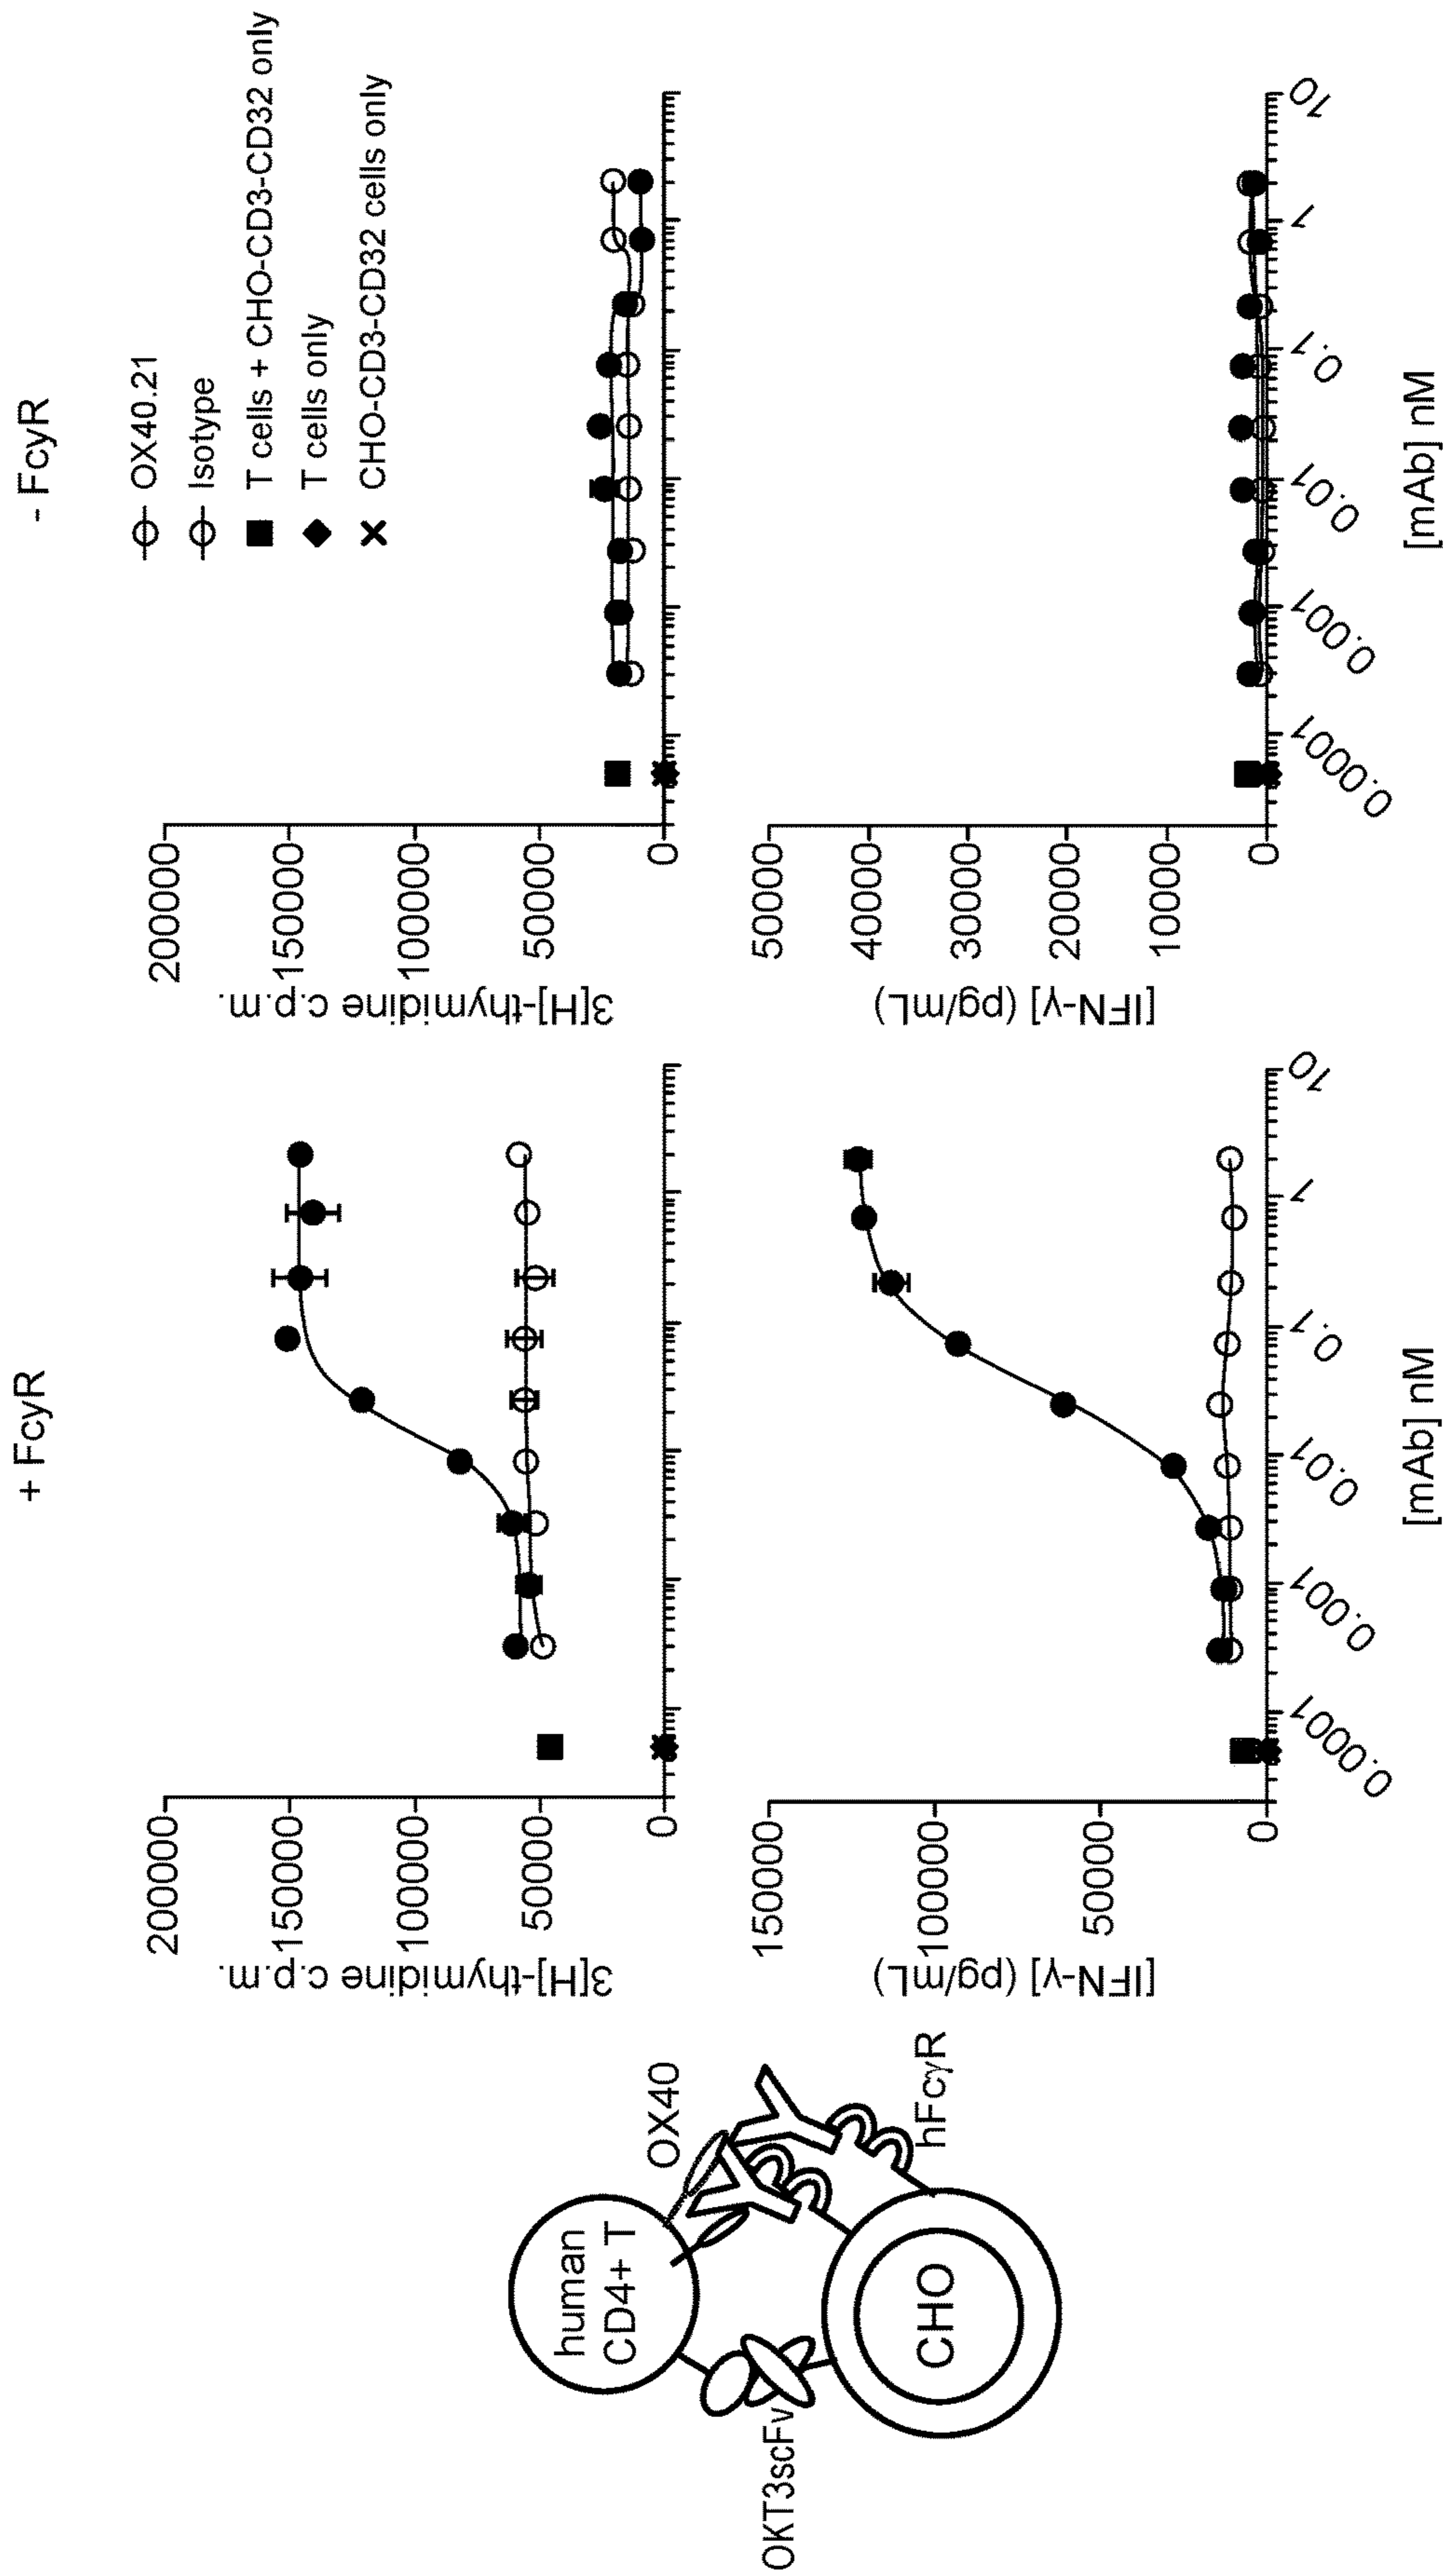 + FcyR
- FcyR
OX40.21
Isotype
T cells + CHO-CD3-CD32 only
T cells only
CHO-CD3-CD32 cells only
human
CD4+ T
OX40
OKT3scFv
CHO
hFcγR
3[H]-thymidine c.p.m.
200000
150000
100000
50000
0
3[H]-thymidine c.p.m.
200000
150000
100000
50000
0
[IFN-γ] (pg/mL)
150000
100000
50000
0
0.0001 0.001 0.01 0.1 1 10
[mAb] nM
[IFN-γ] (pg/mL)
50000
40000
30000
20000
10000
0
0.0001 0.001 0.01 0.1 1 10
[mAb] nM